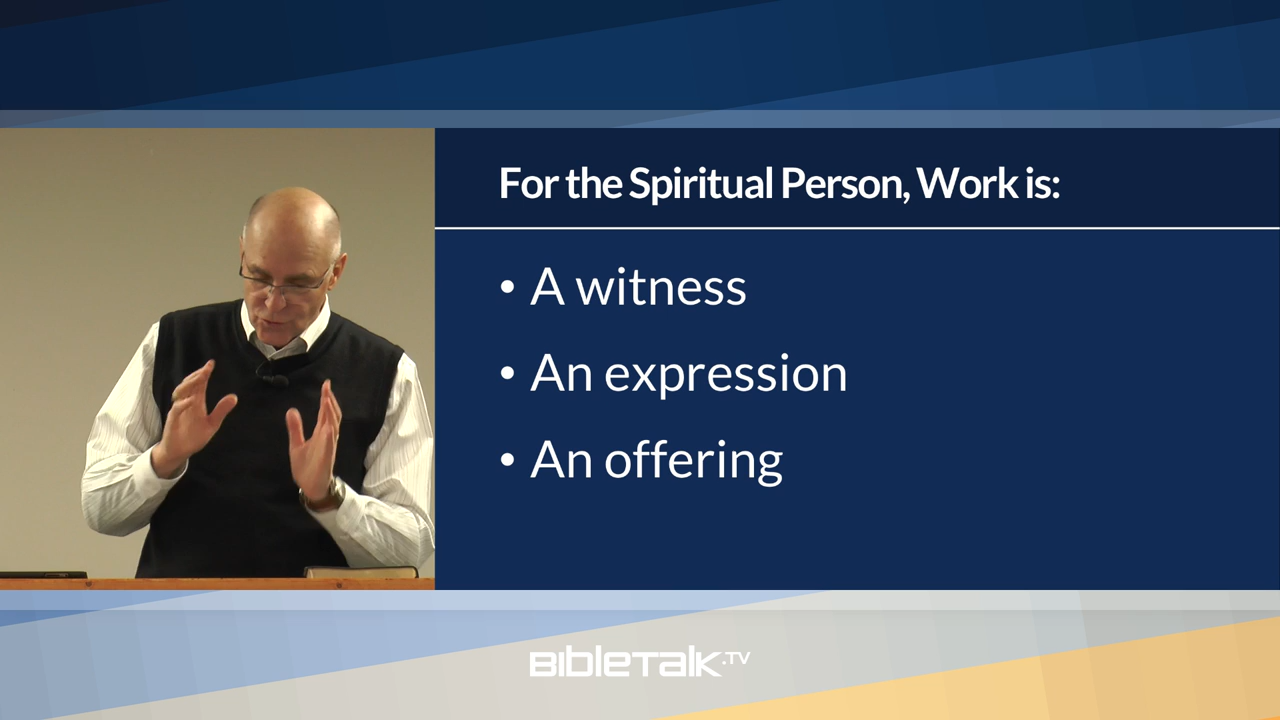 For the Spiritual Person, Work is:
• A witness
• An expression
• An offering
BIBLETALK.TV